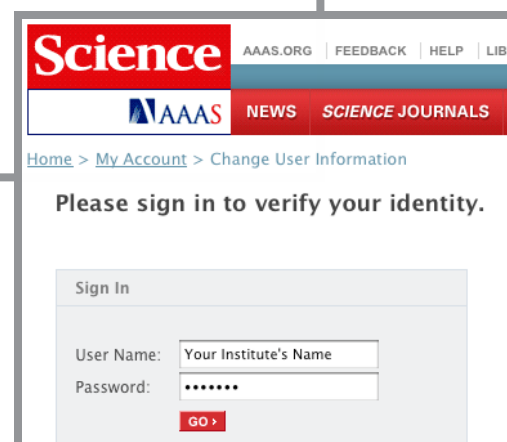 Science
AAAS.ORG | FEEDBACK | HELP | LIB
AAAS
NEWS SCIENCE JOURNALS
Home > My Account > Change User Information
Please sign in to verify your identity.
Sign In
User Name: Your Institute's Name
Password: •••••••
GO ›